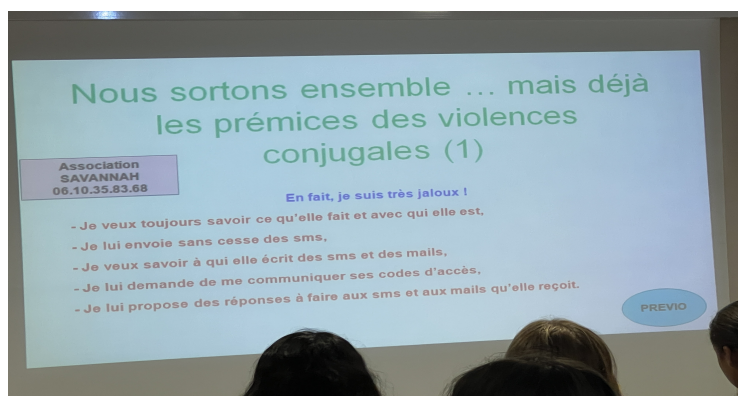 Nous sortons ensemble ... mais déjà
les prémices des violences
conjugales (1)
Association
SAVANNAH
06.10.35.83.68
En fait, je suis très jaloux !
- Je veux toujours savoir ce qu'elle fait et avec qui elle est,
- Je lui envoie sans cesse des sms,
- Je veux savoir à qui elle écrit des sms et des mails,
- Je lui demande de me communiquer ses codes d'accès,
- Je lui propose des réponses à faire aux sms et aux mails qu'elle reçoit.
PREVIO